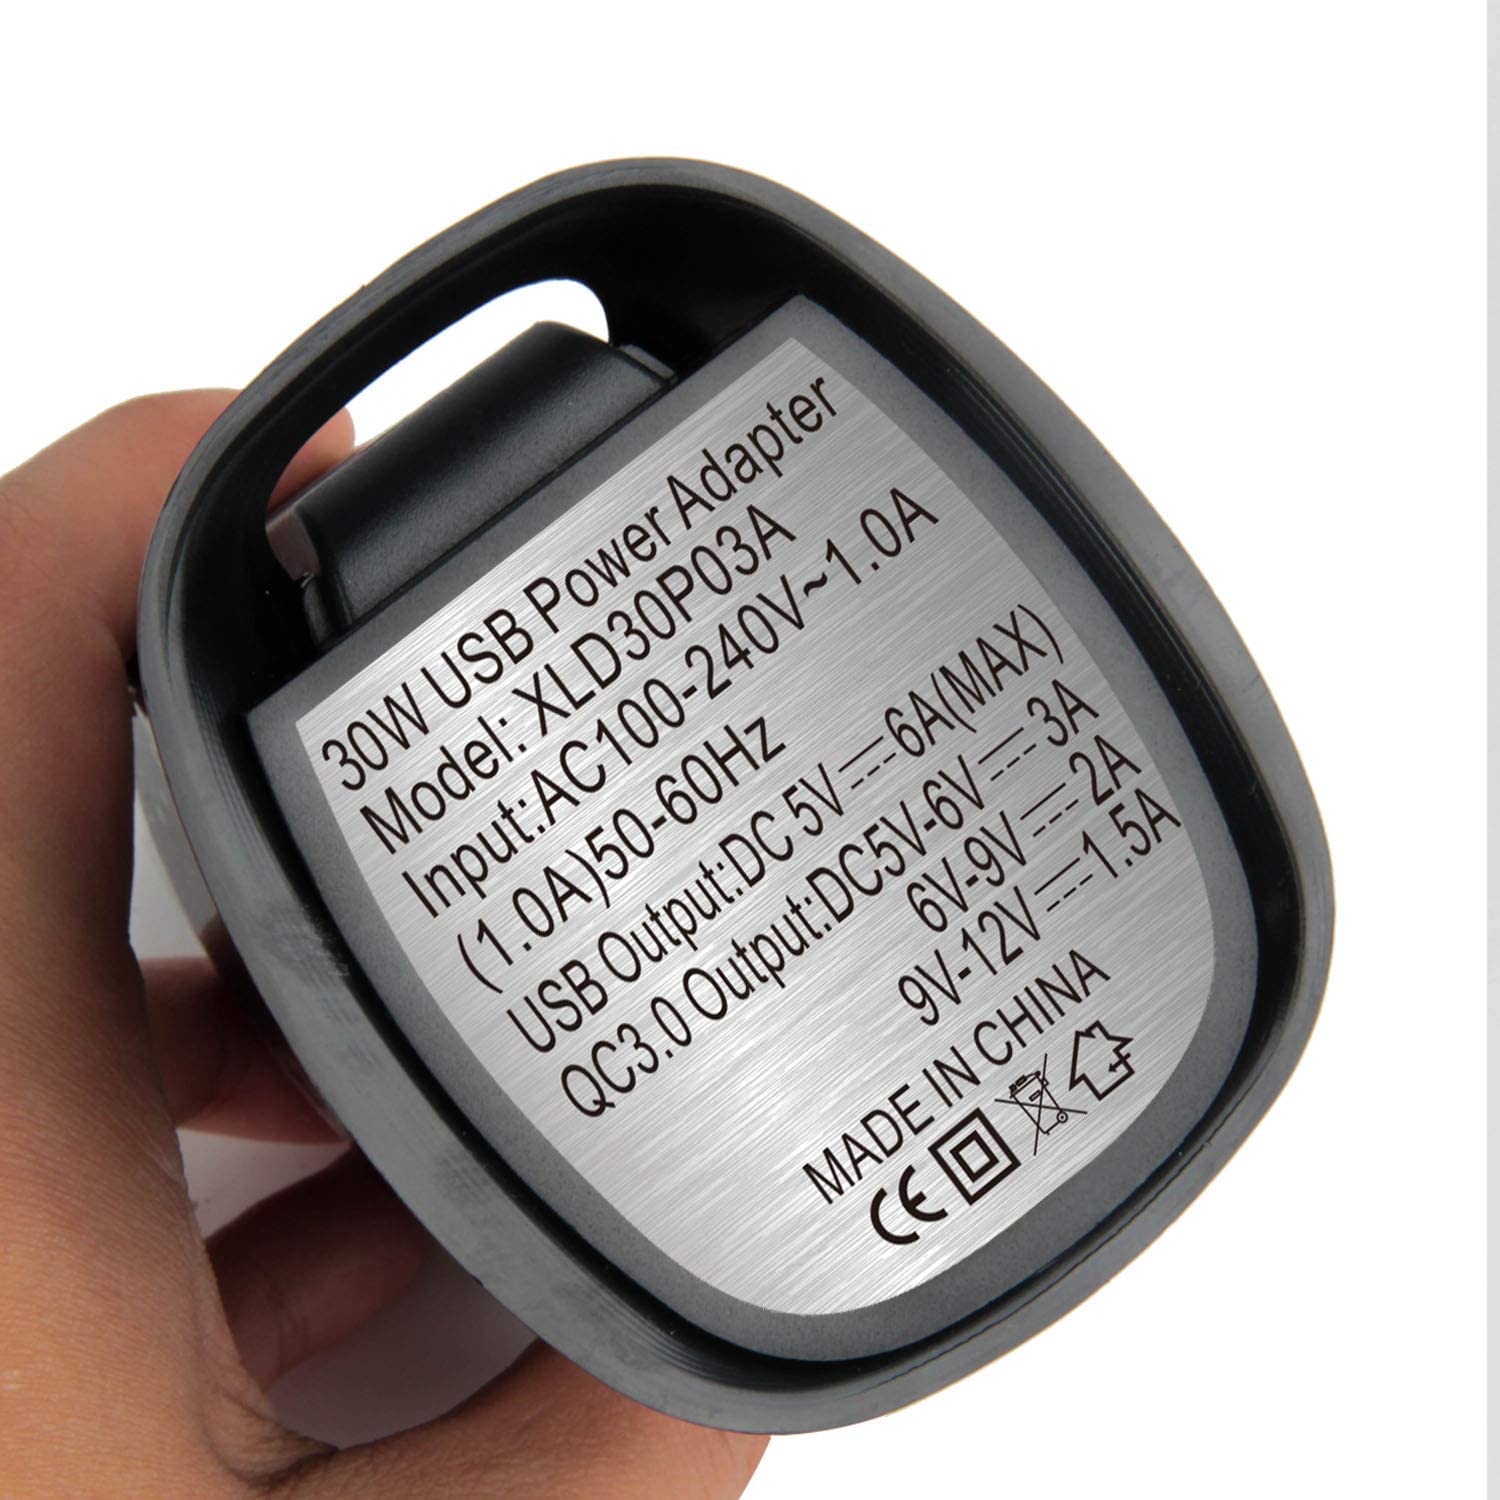 30W USB Power Adapter
Model: XLD30P03A
Input:AC100-240V~1.0A
(1.0A)50-60Hz
USB Output:DC 5V⎓6A(MAX)
QC3.0 Output:DC5V-6V⎓3A
6V-9V⎓2A
9V-12V⎓1.5A
MADE IN CHINA
CE